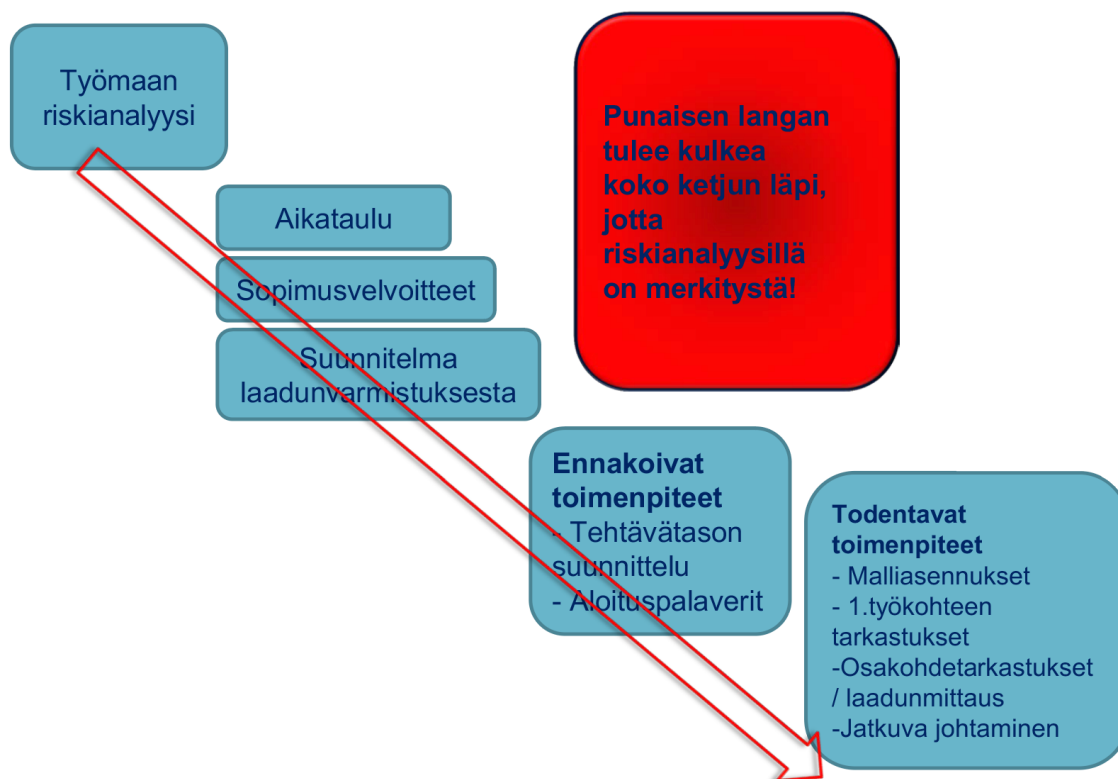 Työmaan
riskianalyysi
Punaisen langan
tulee kulkea
koko ketjun läpi,
jotta
riskianalyysillä
on merkitystä!
Aikataulu
Sopimusvelvoitteet
Suunnitelma
laadunvarmistuksesta
Ennakoivat
toimenpiteet
- Tehtävätason
suunnittelu
- Aloituspalaverit
Todentavat
toimenpiteet
- Malliasennukset
- 1.työkohteen
tarkastukset
-Osakohdetarkastukset
/ laadunmittaus
-Jatkuva johtaminen